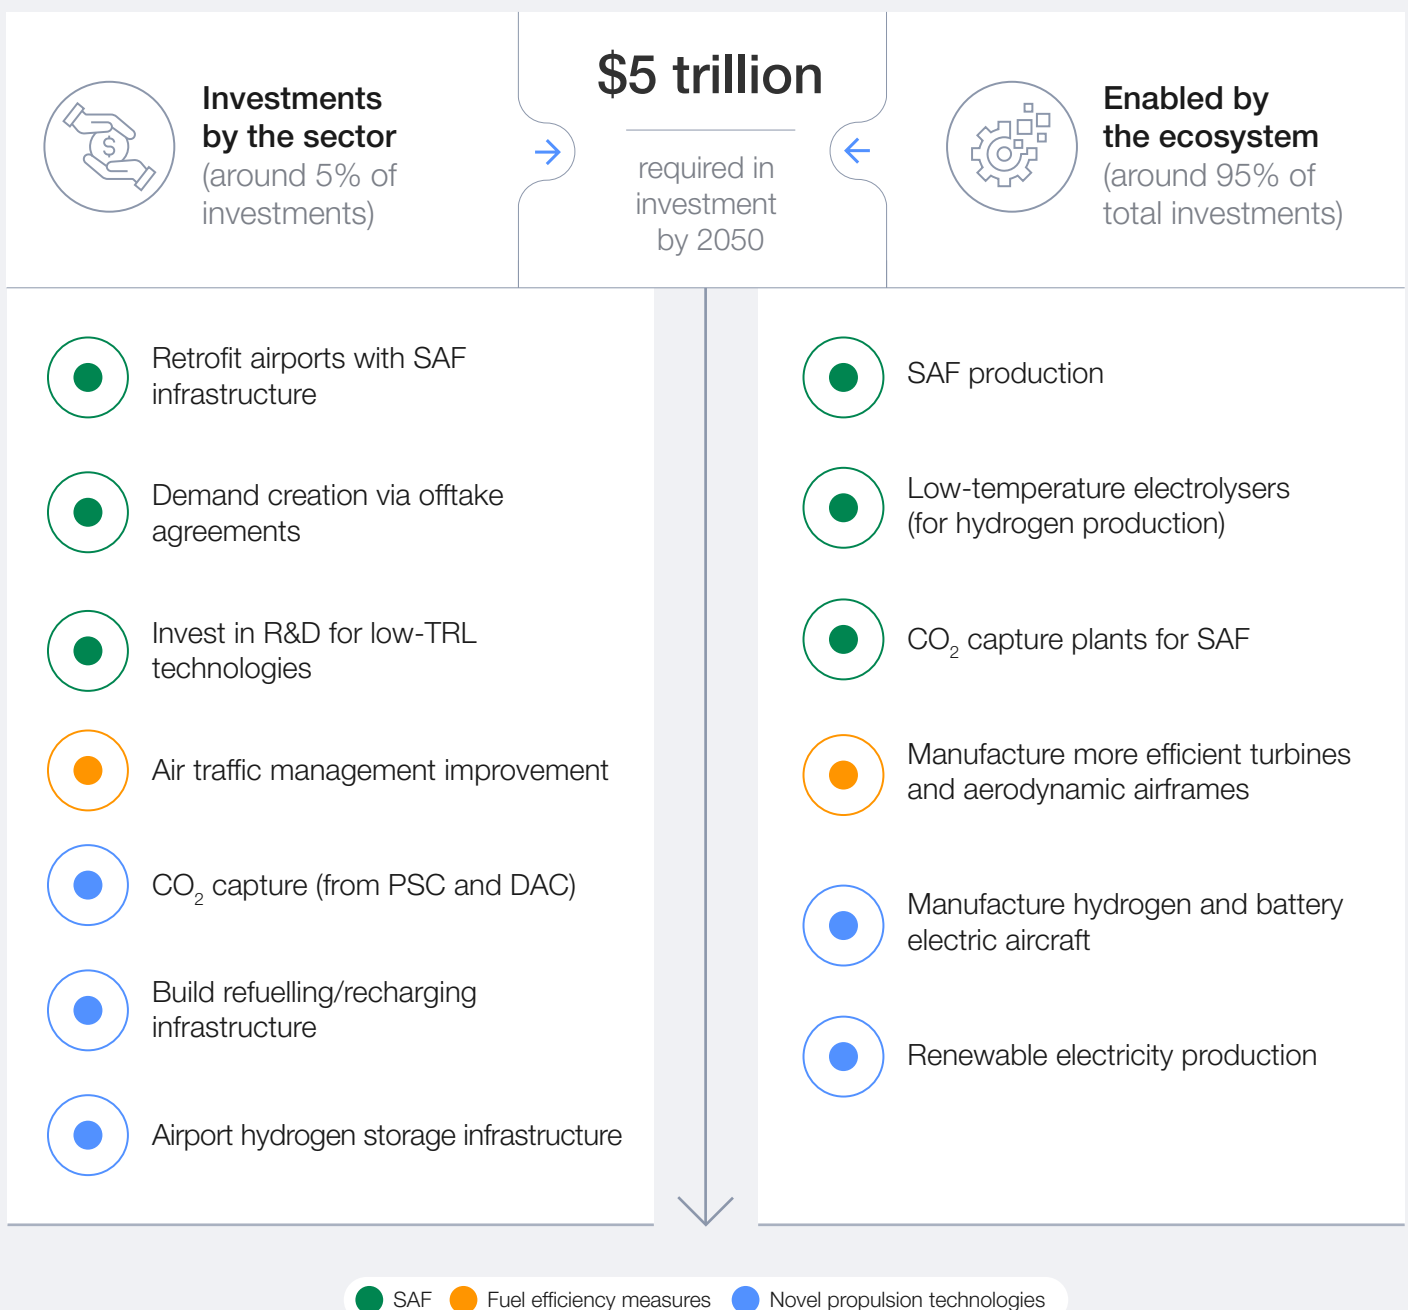 Investments
by the sector
(around 5% of
investments)
$
$5 trillion
required in
investment
by 2050
Enabled by
the ecosystem
(around 95% of
total investments)
Retrofit airports with SAF
infrastructure
Demand creation via offtake
agreements
Invest in R&D for low-TRL
technologies
Air traffic management improvement
CO₂ capture (from PSC and DAC)
Build refuelling/recharging
infrastructure
Airport hydrogen storage infrastructure
SAF production
Low-temperature electrolysers
(for hydrogen production)
CO₂ capture plants for SAF
Manufacture more efficient turbines
and aerodynamic airframes
Manufacture hydrogen and battery
electric aircraft
Renewable electricity production
SAF Fuel efficiency measures Novel propulsion technologies